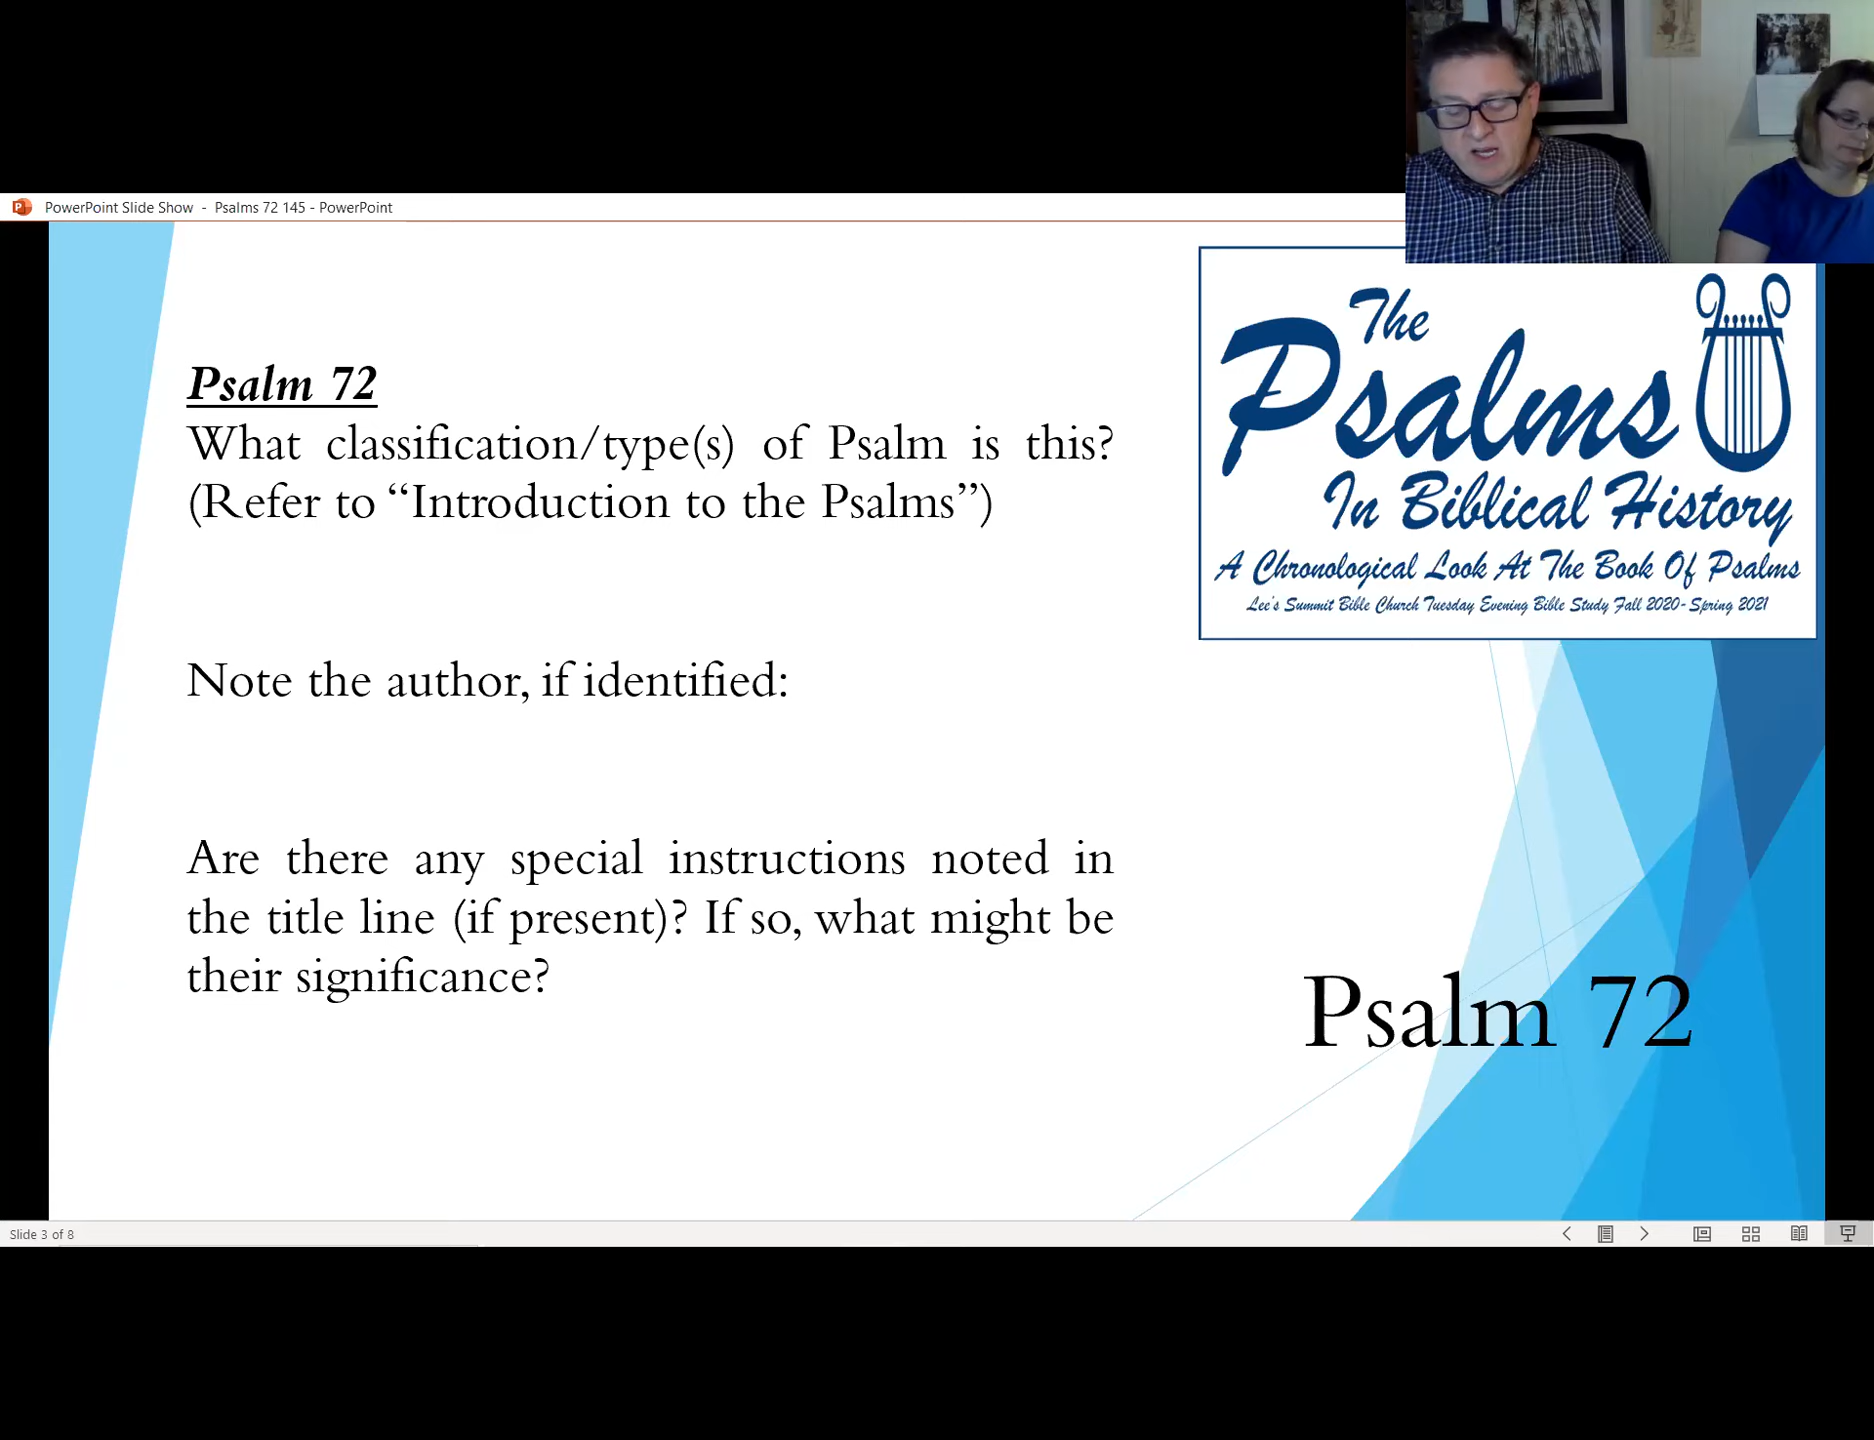 PowerPoint Slide Show - Psalms 72 145 - PowerPoint
Psalm 72
What classification/type(s) of Psalm is this?
(Refer to “Introduction to the Psalms”)
Note the author, if identified:
Are there any special instructions noted in
the title line (if present)? If so, what might be
their significance?
The
Psalms
In Biblical History
A Chronological Look At The Book Of Psalms
Lee's Summit Bible Church Tuesday Evening Bible Study Fall 2020- Spring 2021
Psalm 72
Slide 3 of 8